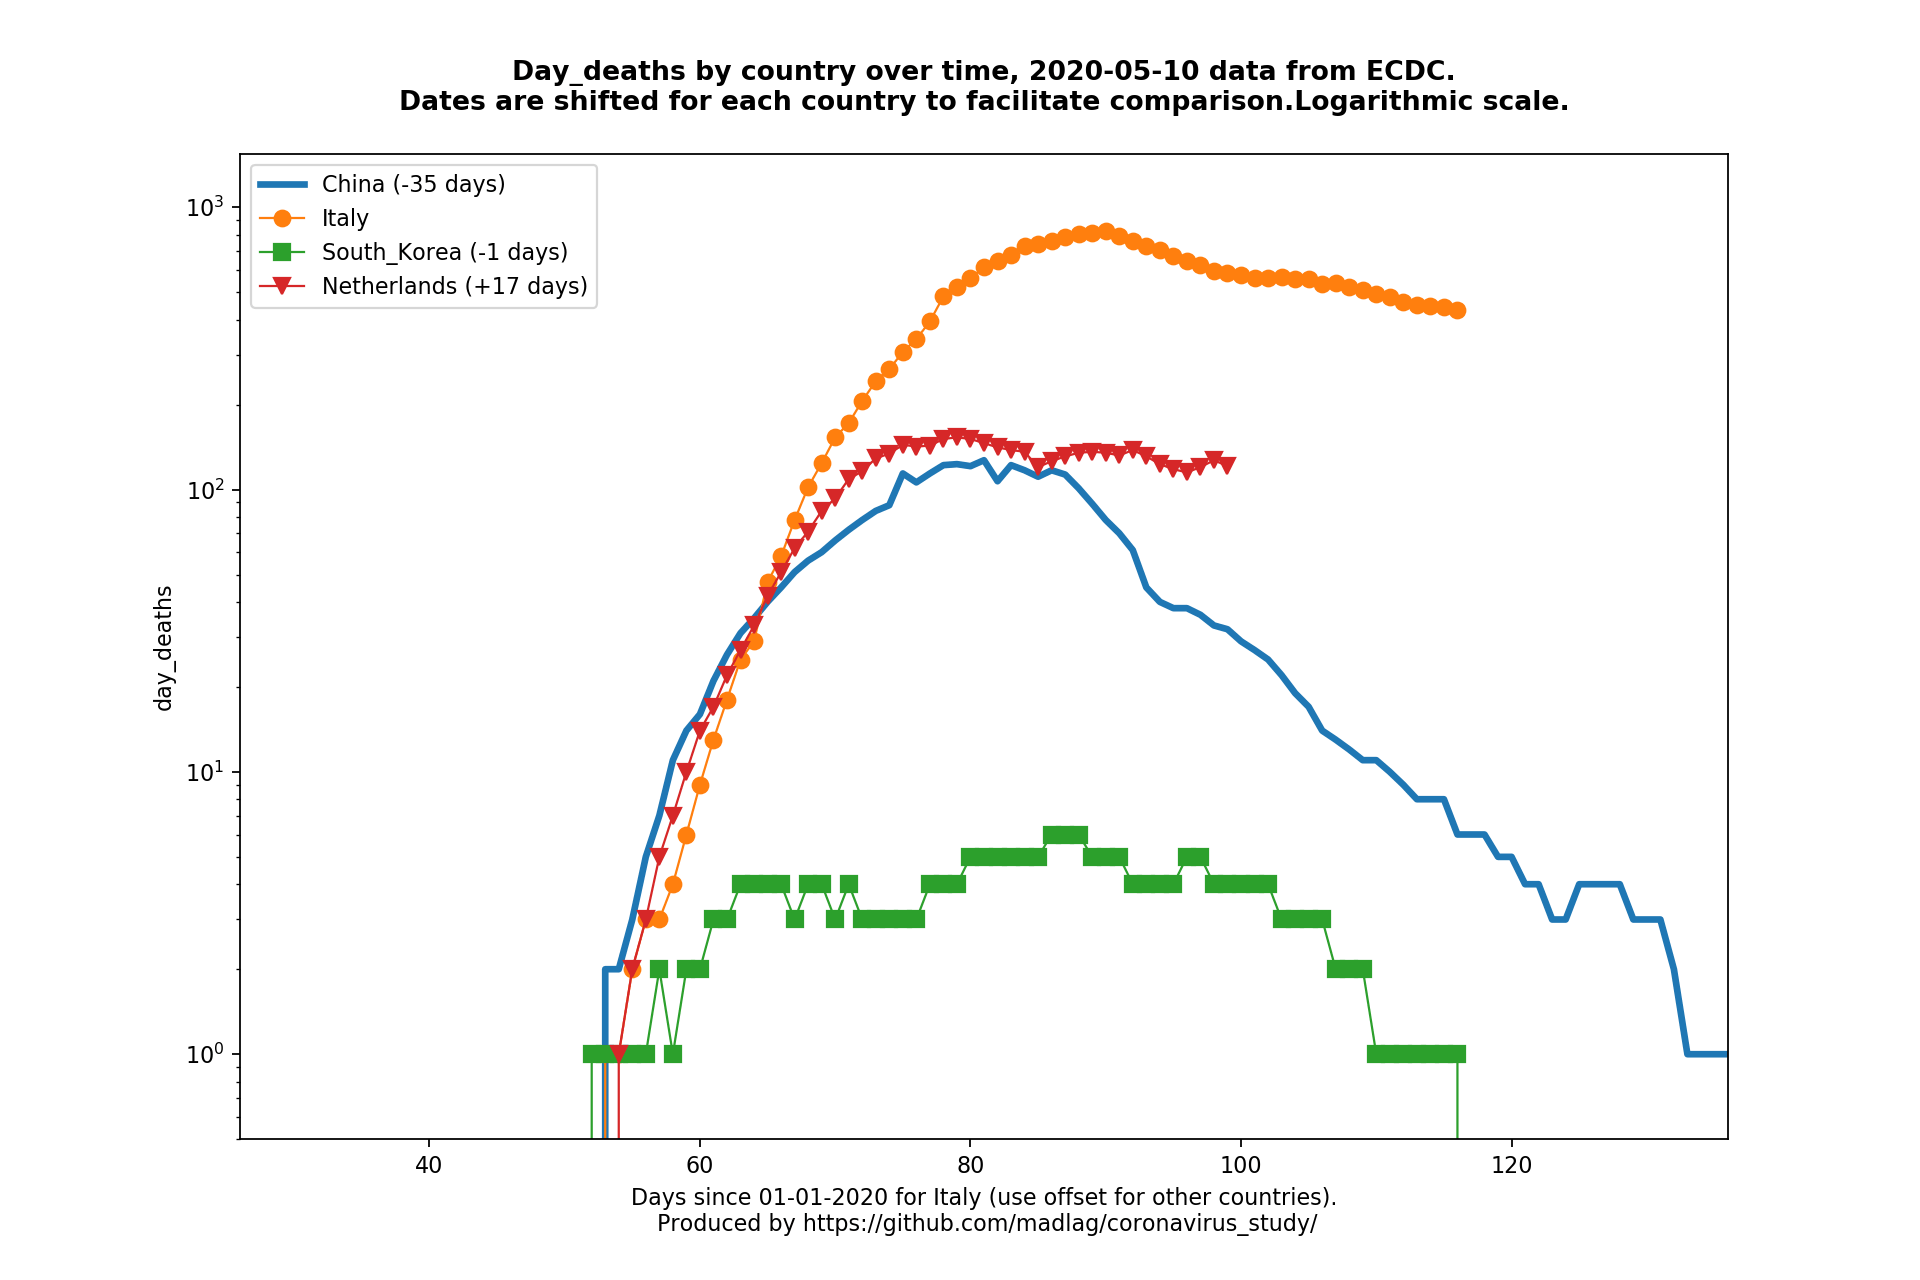 Day_deaths by country over time, 2020-05-10 data from ECDC.
Dates are shifted for each country to facilitate comparison.Logarithmic scale.
China (-35 days)
Italy
South_Korea (-1 days)
Netherlands (+17 days)
10³
10²
10¹
10⁰
day_deaths
40 60 80 100 120
Days since 01-01-2020 for Italy (use offset for other countries).
Produced by https://github.com/madlag/coronavirus_study/